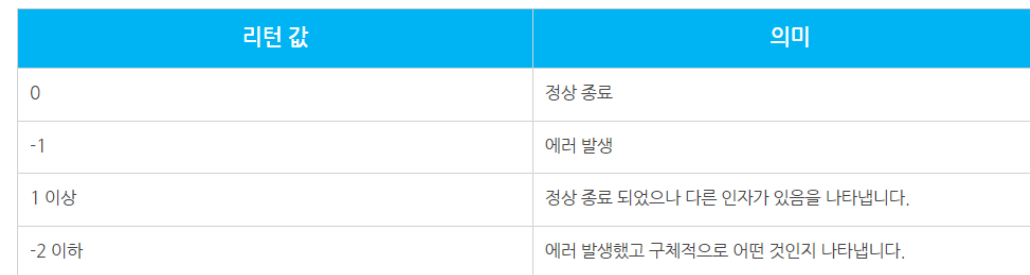 리턴 값 의미
0 정상 종료
-1 에러 발생
1 이상 정상 종료 되었으나 다른 인자가 있음을 나타냅니다.
-2 이하 에러 발생했고 구체적으로 어떤 것인지 나타냅니다.